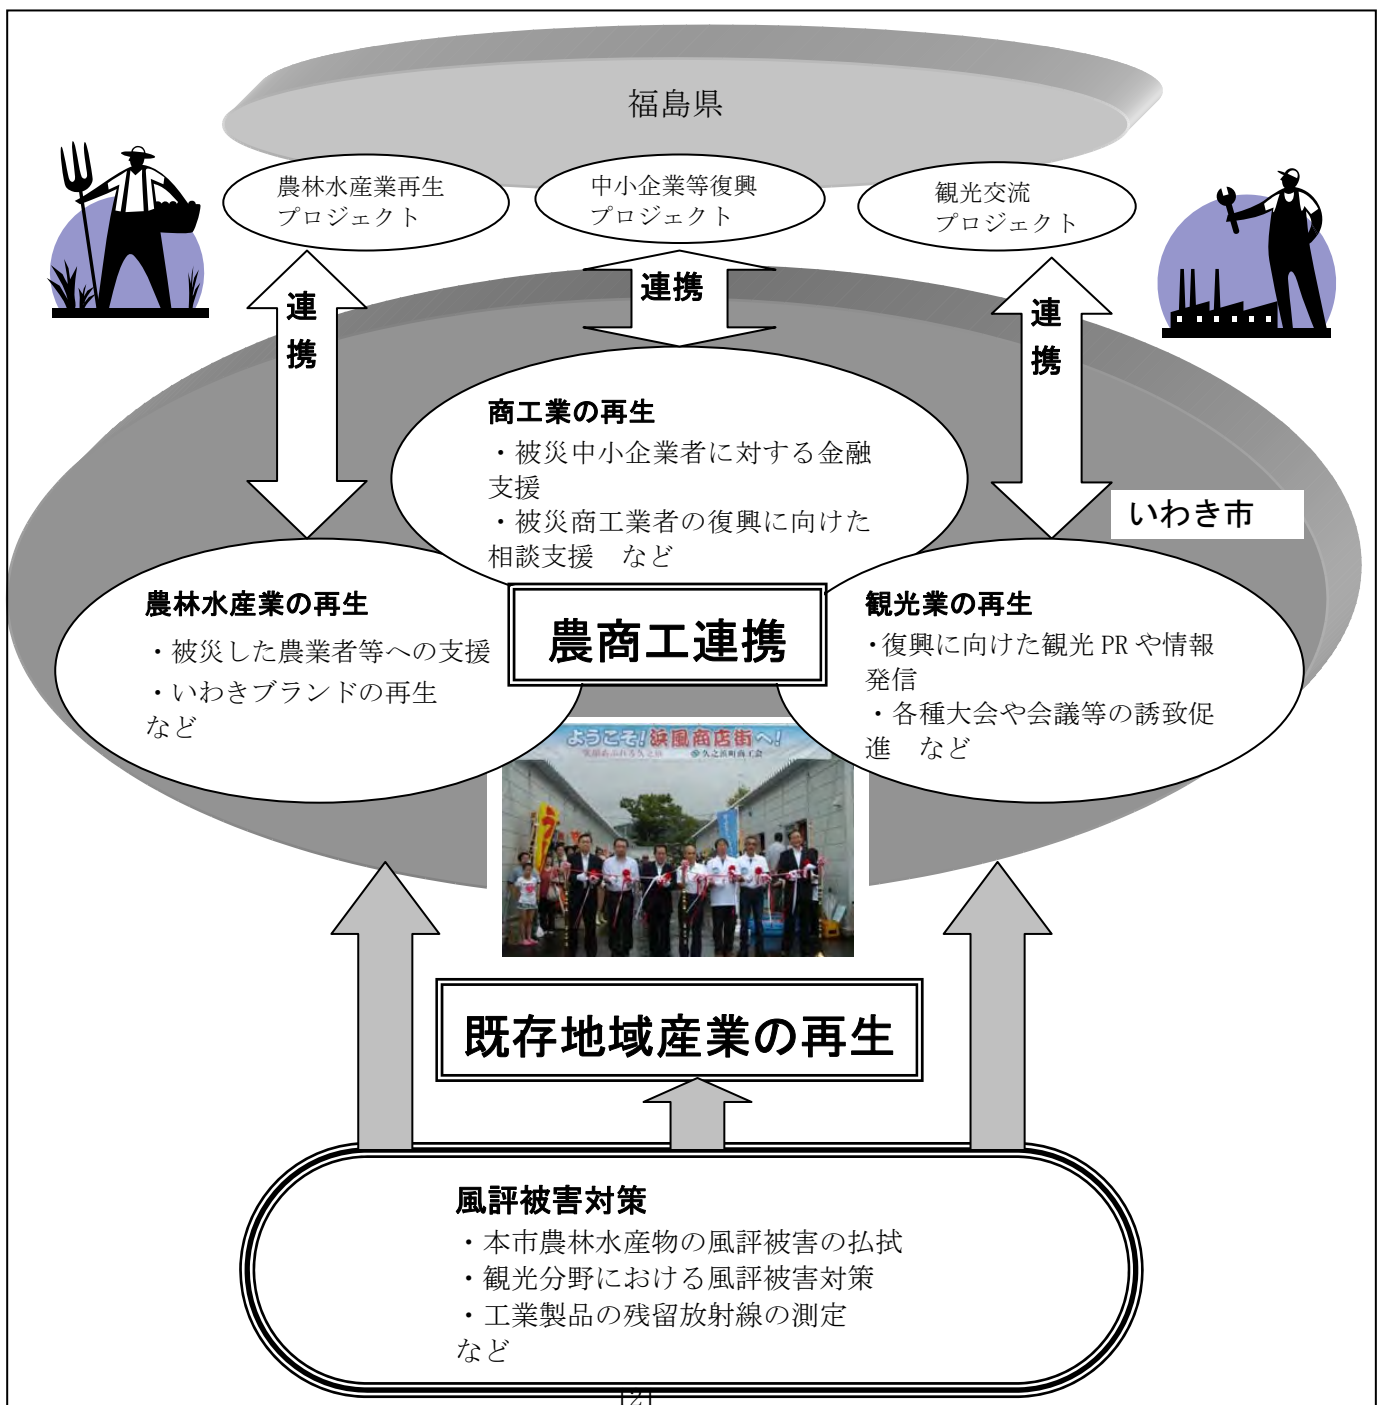 福島県
農林水産業再生
プロジェクト
中小企業等復興
プロジェクト
観光交流
プロジェクト
連携
連携
連携
商工業の再生
・被災中小企業者に対する金融
支援
・被災商工業者の復興に向けた
相談支援 など
いわき市
農林水産業の再生
・被災した農業者等への支援
・いわきブランドの再生
など
農商工連携
観光業の再生
・復興に向けた観光 PR や情報
発信
・各種大会や会議等の誘致促
進 など
ようこそ!浜風商店街へ!
久之浜町商工会
既存地域産業の再生
風評被害対策
・本市農林水産物の風評被害の払拭
・観光分野における風評被害対策
・工業製品の残留放射線の測定
など